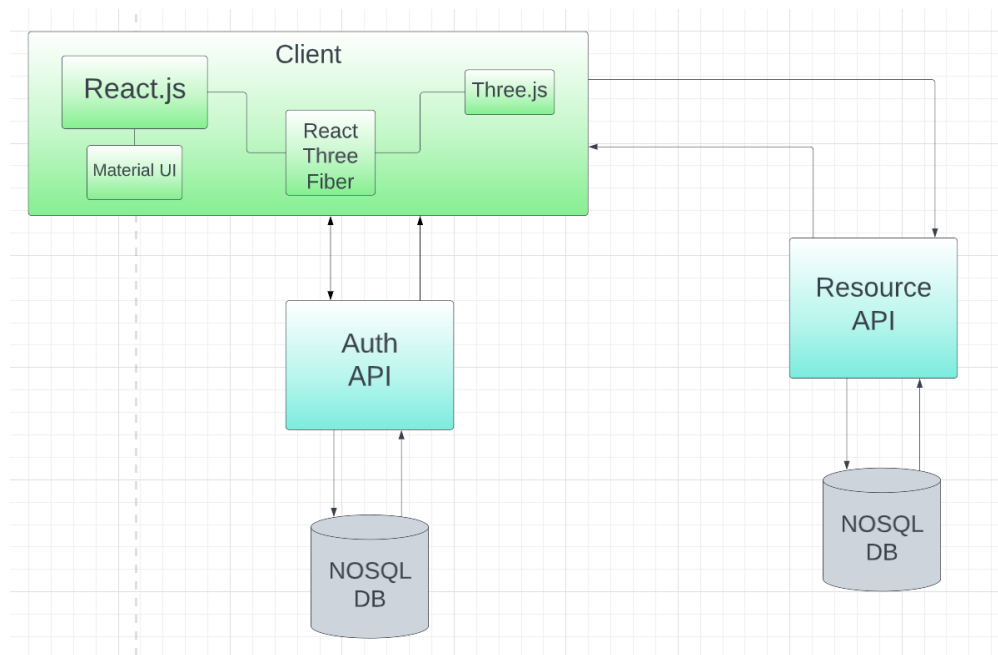 Client
React.js
Three.js
React
Three
Fiber
Material UI
Resource
API
Auth
API
NOSQL
DB
NOSQL
DB